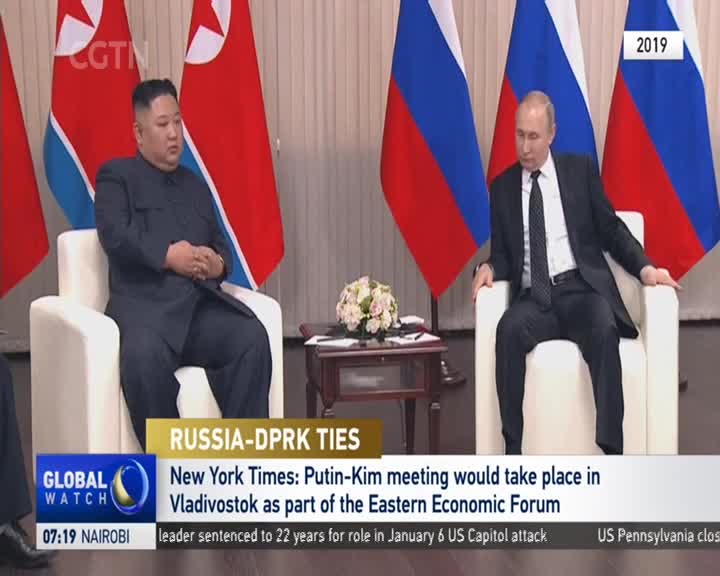 CGTN
2019
RUSSIA-DPRK TIES
New York Times: Putin-Kim meeting would take place in
Vladivostok as part of the Eastern Economic Forum
GLOBAL
WATCH
07:19 NAIROBI
leader sentenced to 22 years for role in January 6 US Capitol attack
US Pennsylvania clos